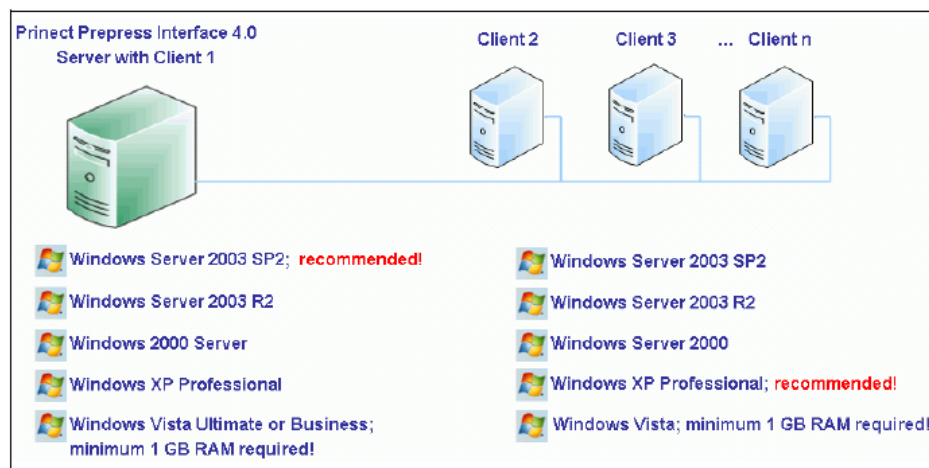 Prinect Prepress Interface 4.0
Server with Client 1
Client 2
Client 3
... Client n
Windows Server 2003 SP2; recommended!
Windows Server 2003 R2
Windows 2000 Server
Windows XP Professional
Windows Vista Ultimate or Business;
minimum 1 GB RAM required!
Windows Server 2003 SP2
Windows Server 2003 R2
Windows Server 2000
Windows XP Professional; recommended!
Windows Vista; minimum 1 GB RAM required!